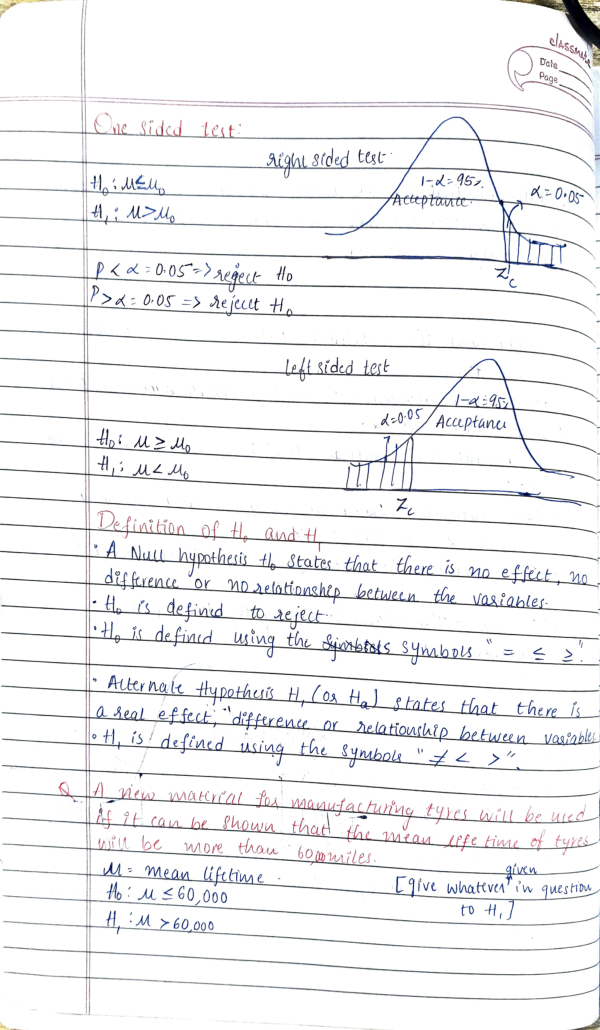 classmate
Date
Page
One sided test:
right sided test
H₀: μ≤μ₀
H₁: μ>μ₀
1-α=95%
Acceptance
α=0.05
Z_c
P < α = 0.05 => reject H₀
P > α = 0.05 => reject H₀
left sided test
α=0.05
1-α=95%
Acceptance
H₀: μ ≥ μ₀
H₁: μ < μ₀
Z_c
Definition of H₀ and H₁
• A Null hypothesis H₀ states that there is no effect, no
difference or no relationship between the variables.
• H₀ is defined to reject.
• H₀ is defined using the symbols symbols "= ≤ ≥".
• Alternate Hypothesis H₁ (or Ha) states that there is
a real effect, "difference or relationship between variables
• H₁ is defined using the symbols " ≠ < >".
Q A new material for manufacturing tyres will be used
if it can be shown that the mean life time of tyres
will be more than 60,000 miles.
μ = mean lifetime.
H₀: μ ≤ 60,000
H₁: μ > 60,000
[give whatever given in question
to H₁]